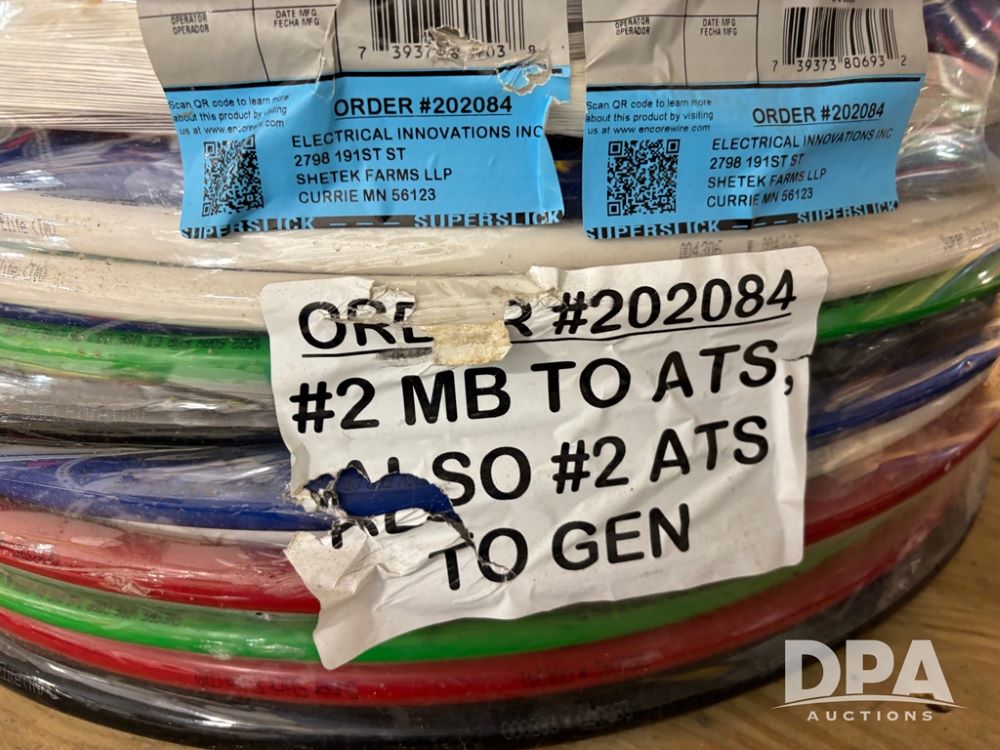 OPERATOR
OPERADOR
DATE MFG
FECHA MFG
Scan QR code to learn more
about this product by visiting
us at www.encorewire.com
ORDER #202084
ELECTRICAL INNOVATIONS INC
2798 191ST ST
SHETEK FARMS LLP
CURRIE MN 56123
SUPERSLICK SUPERSLICK
OPERATOR
OPERADOR
DATE MFG
FECHA MFG
7 39373 80693 2
Scan QR code to learn more
about this product by visiting
us at www.encorewire.com
ORDER #202084
ELECTRICAL INNOVATIONS INC
2798 191ST ST
SHETEK FARMS LLP
CURRIE MN 56123
SUPERSLICK SUPERSLICK
ORDER #202084
#2 MB TO ATS,
ALSO #2 ATS
TO GEN
DPA
AUCTIONS